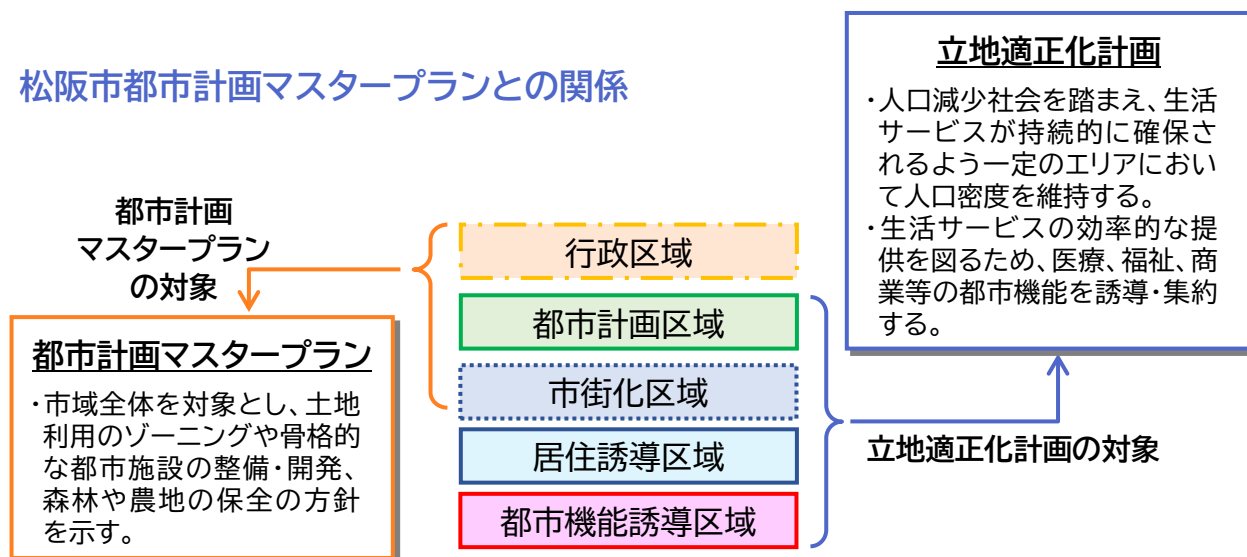 松阪市都市計画マスタープランとの関係
都市計画
マスタープラン
の対象
都市計画マスタープラン
・市域全体を対象とし、土地
利用のゾーニングや骨格的
な都市施設の整備・開発、
森林や農地の保全の方針
を示す。
行政区域
都市計画区域
市街化区域
居住誘導区域
都市機能誘導区域
立地適正化計画
・人口減少社会を踏まえ、生活
サービスが持続的に確保さ
れるよう一定のエリアにおい
て人口密度を維持する。
・生活サービスの効率的な提
供を図るため、医療、福祉、商
業等の都市機能を誘導・集約
する。
立地適正化計画の対象